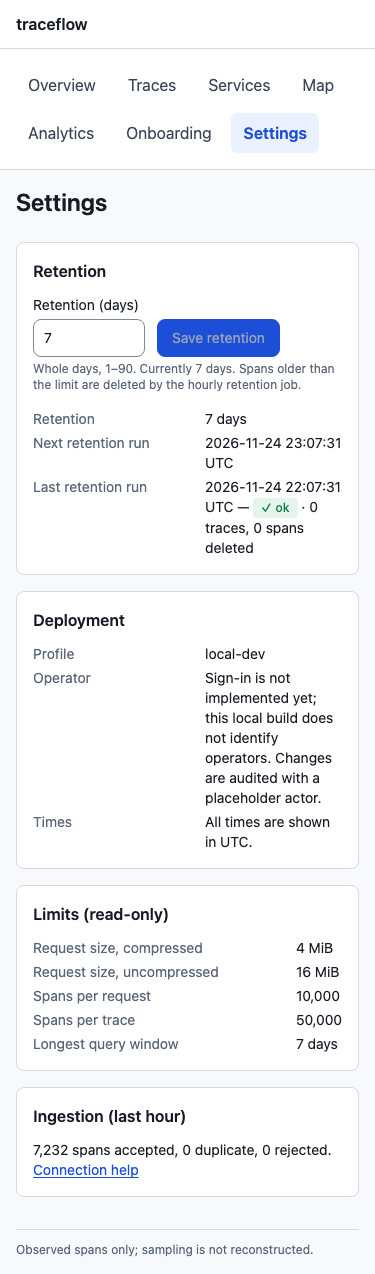 traceflow
Overview Traces Services Map
Analytics Onboarding Settings
Settings
Retention
Retention (days)
7 Save retention
Whole days, 1–90. Currently 7 days. Spans older than
the limit are deleted by the hourly retention job.
Retention 7 days
Next retention run 2026-11-24 23:07:31
UTC
Last retention run 2026-11-24 22:07:31
UTC — ✓ ok · 0
traces, 0 spans
deleted
Deployment
Profile local-dev
Operator Sign-in is not
implemented yet;
this local build does
not identify
operators. Changes
are audited with a
placeholder actor.
Times All times are shown
in UTC.
Limits (read-only)
Request size, compressed 4 MiB
Request size, uncompressed 16 MiB
Spans per request 10,000
Spans per trace 50,000
Longest query window 7 days
Ingestion (last hour)
7,232 spans accepted, 0 duplicate, 0 rejected.
Connection help
Observed spans only; sampling is not reconstructed.